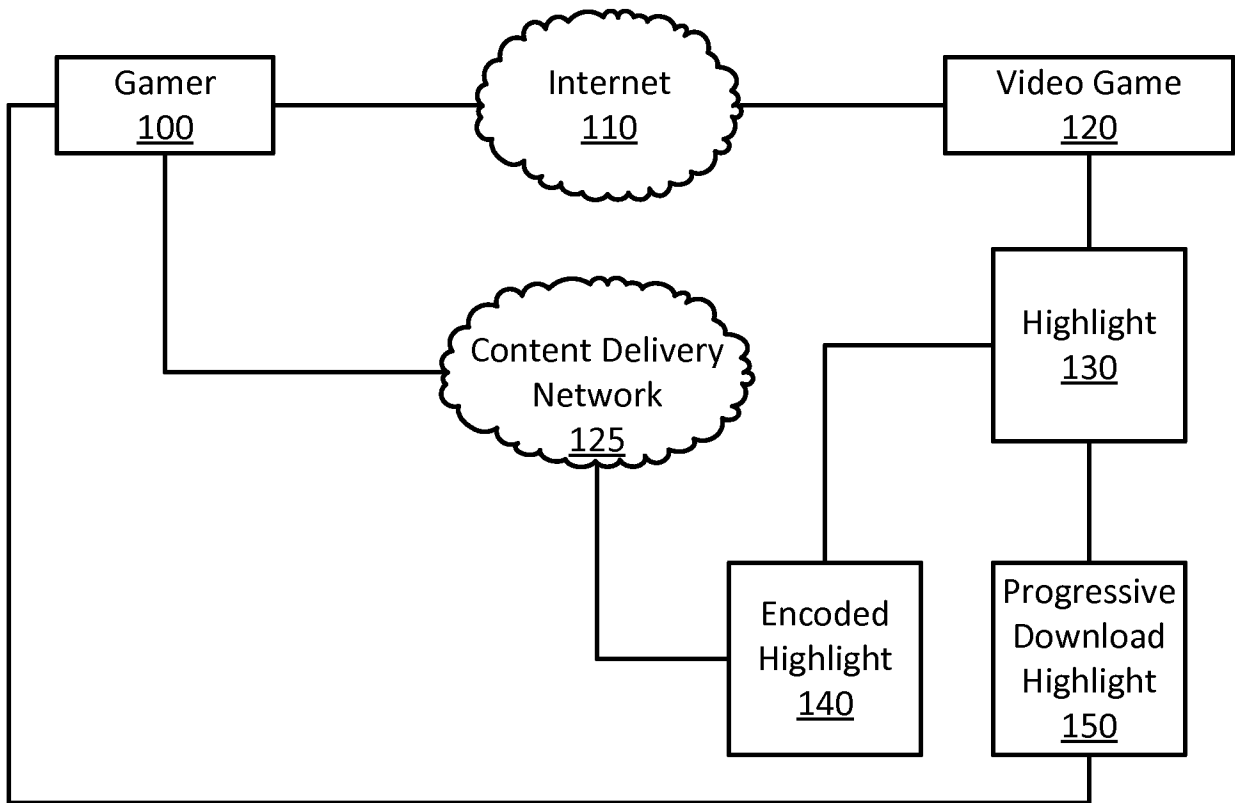 Gamer
100
Internet
110
Video Game
120
Content Delivery
Network
125
Highlight
130
Encoded
Highlight
140
Progressive
Download
Highlight
150